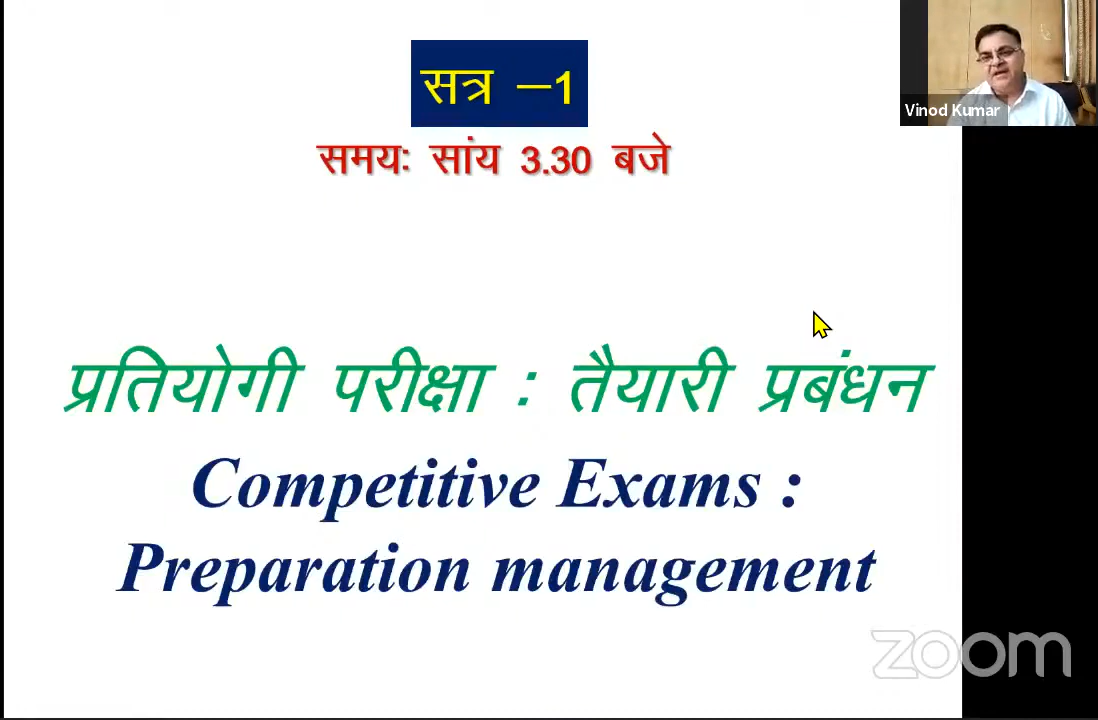 सत्र –1
समयः सांय 3.30 बजे
Vinod Kumar
प्रतियोगी परीक्षा : तैयारी प्रबंधन
Competitive Exams :
Preparation management
zoom